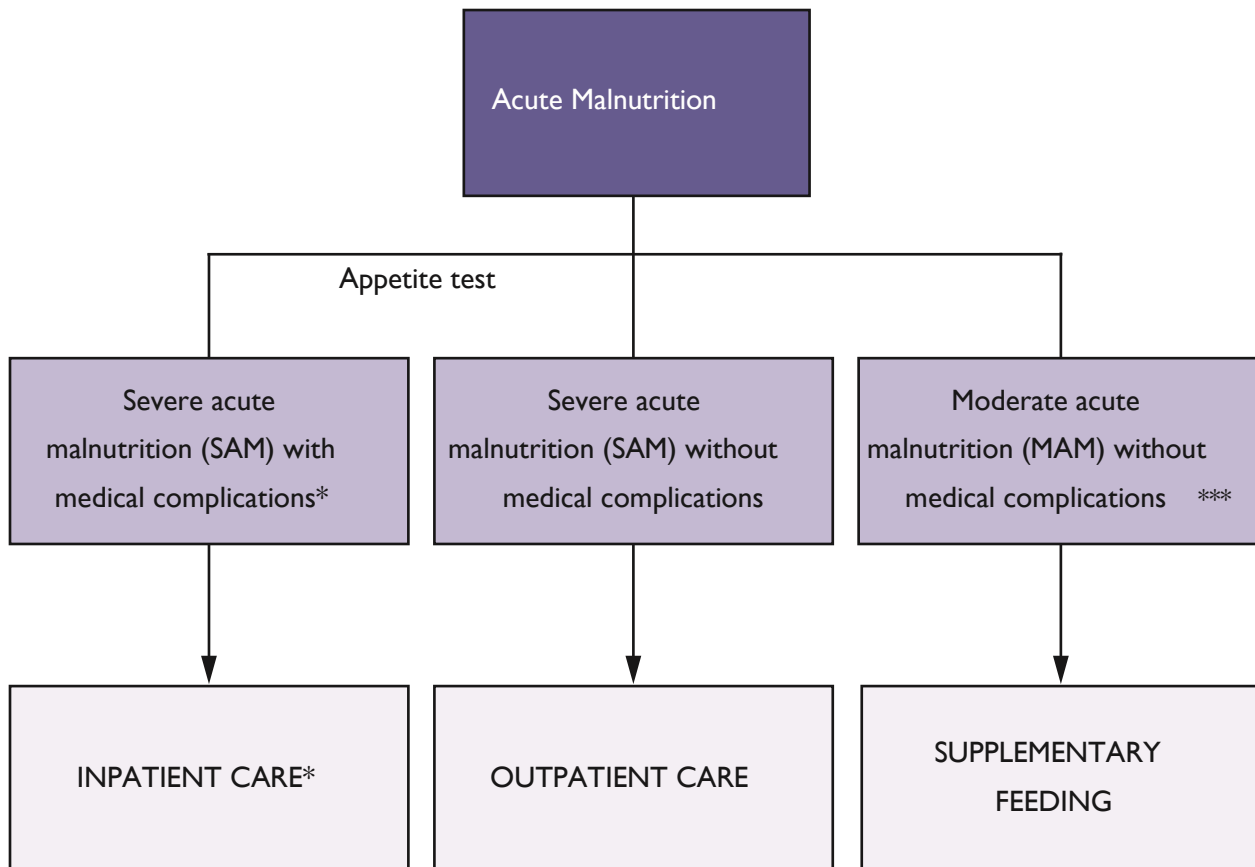 Acute Malnutrition
Appetite test
Severe acute
malnutrition (SAM) with
medical complications*
Severe acute
malnutrition (SAM) without
medical complications
Moderate acute
malnutrition (MAM) without
medical complications ***
INPATIENT CARE*
OUTPATIENT CARE
SUPPLEMENTARY
FEEDING